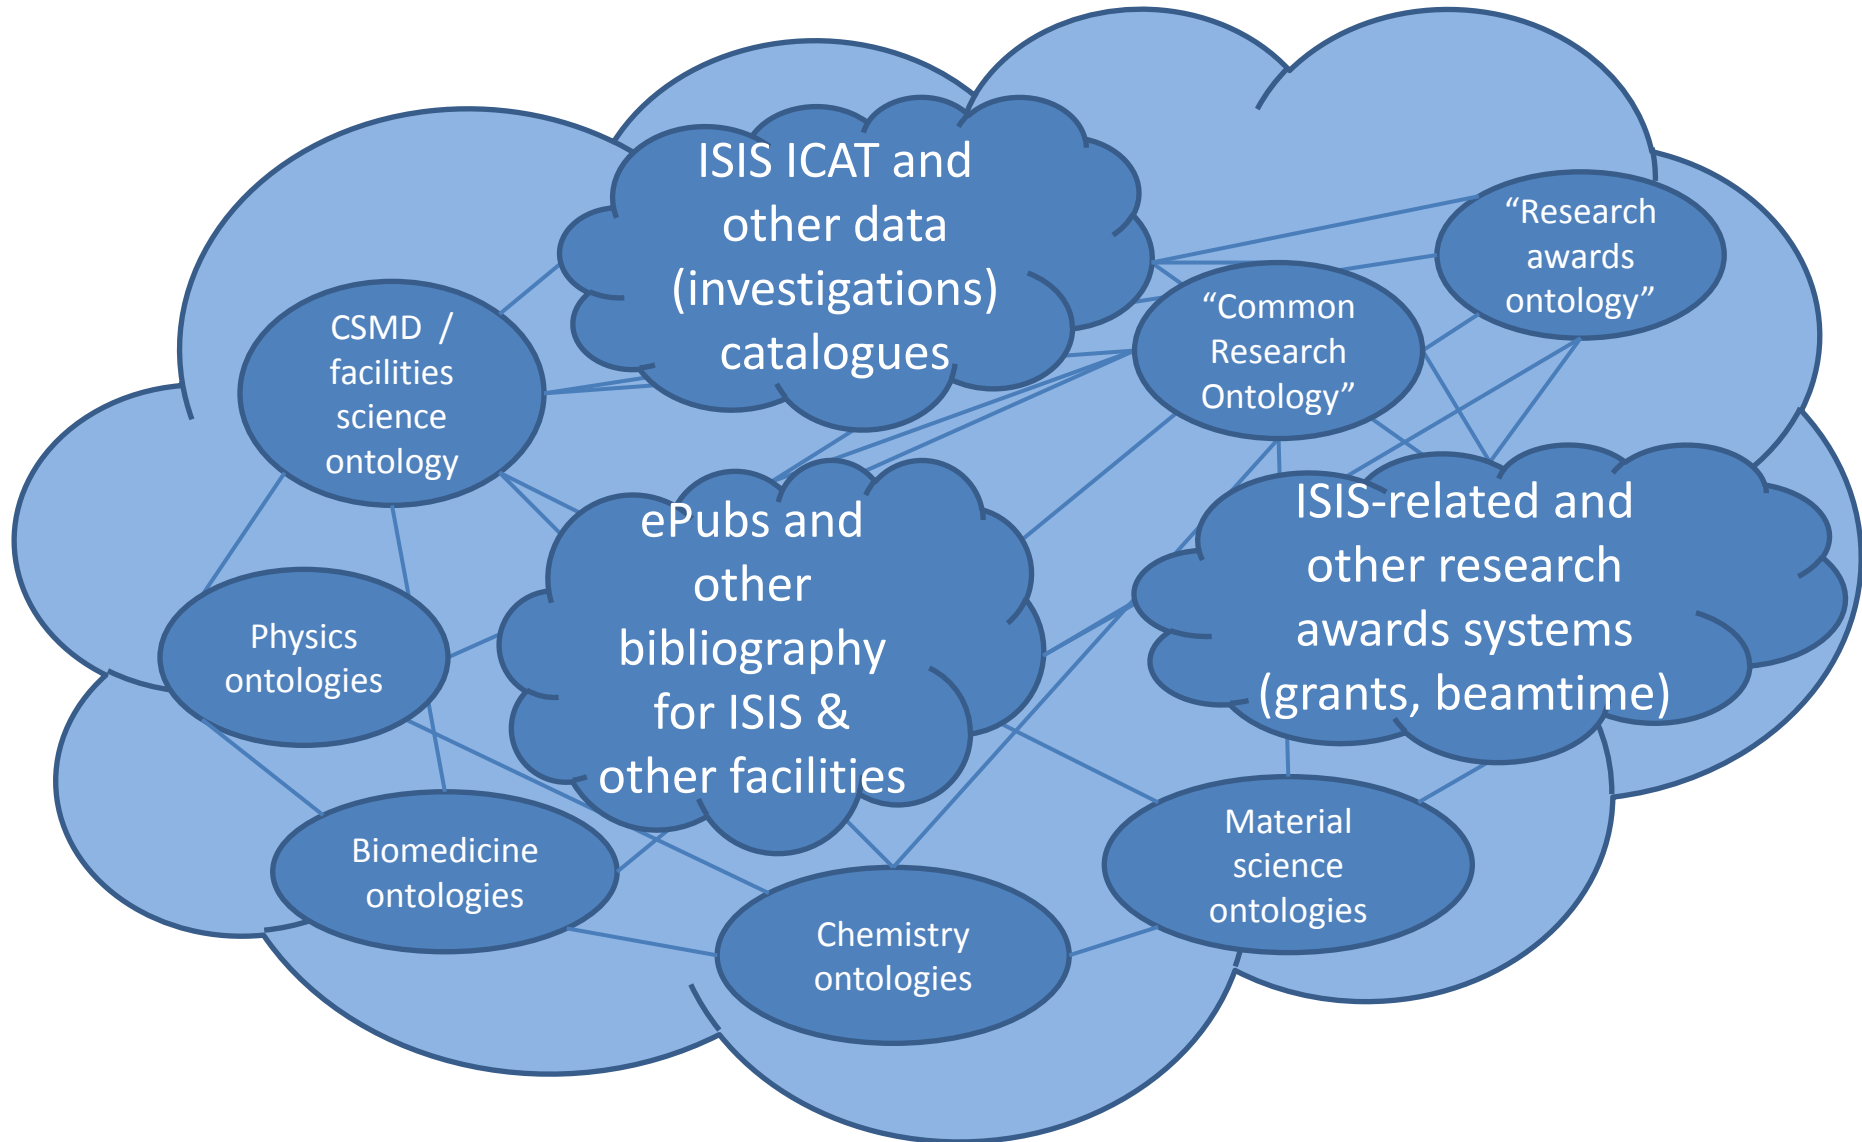 ISIS ICAT and
other data
(investigations)
catalogues
“Research
awards
ontology”
“Common
Research
Ontology”
CSMD /
facilities
science
ontology
ePubs and
other
bibliography
for ISIS &
other facilities
ISIS-related and
other research
awards systems
(grants, beamtime)
Physics
ontologies
Biomedicine
ontologies
Chemistry
ontologies
Material
science
ontologies